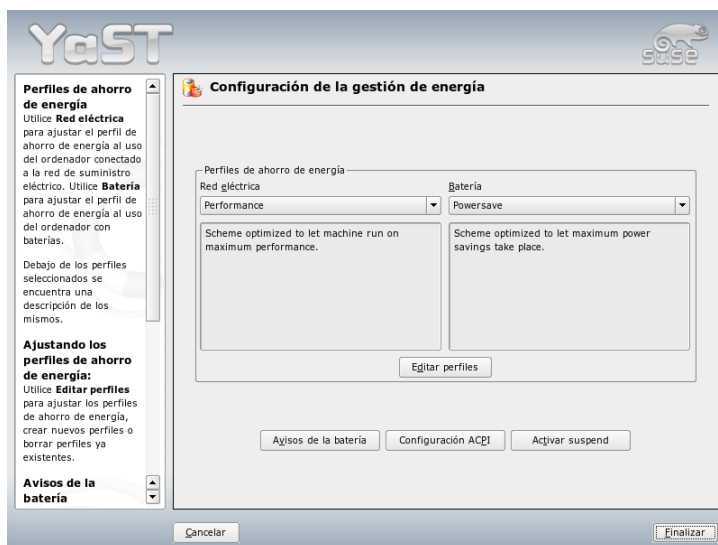 YaST
suse
Perfiles de ahorro
de energía
Utilice Red eléctrica
para ajustar el perfil de
ahorro de energía al uso
del ordenador conectado
a la red de suministro
eléctrico. Utilice Batería
para ajustar el perfil de
ahorro de energía al uso
del ordenador con
baterías.
Debajo de los perfiles
seleccionados se
encuentra una
descripción de los
mismos.
Ajustando los
perfiles de ahorro
de energía:
Utilice Editar perfiles
para ajustar los perfiles
de ahorro de energía,
crear nuevos perfiles o
borrar perfiles ya
existentes.
Avisos de la
batería
Configuración de la gestión de energía
Perfiles de ahorro de energía
Red eléctrica
Batería
Performance
Powersave
Scheme optimized to let machine run on
maximum performance.
Scheme optimized to let maximum power
savings take place.
Editar perfiles
Avisos de la batería
Configuración ACPI
Activar suspend
Cancelar
Finalizar